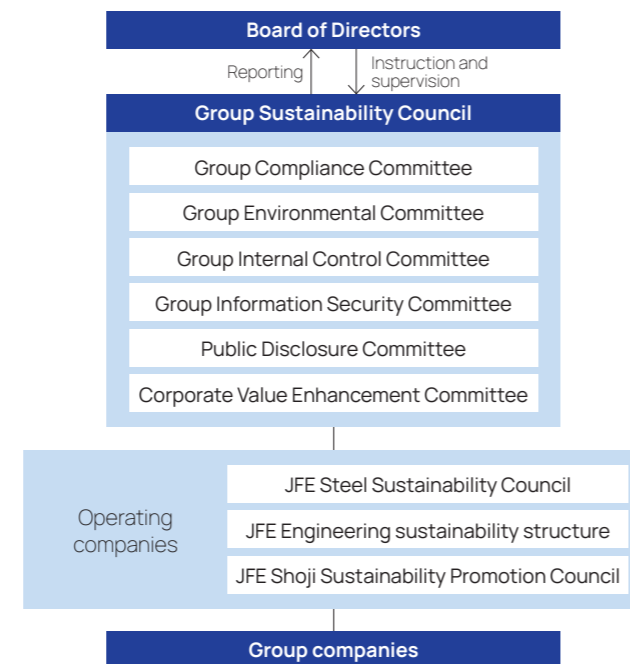 Board of Directors
Reporting
Instruction and
supervision
Group Sustainability Council
Group Compliance Committee
Group Environmental Committee
Group Internal Control Committee
Group Information Security Committee
Public Disclosure Committee
Corporate Value Enhancement Committee
Operating
companies
JFE Steel Sustainability Council
JFE Engineering sustainability structure
JFE Shoji Sustainability Promotion Council
Group companies